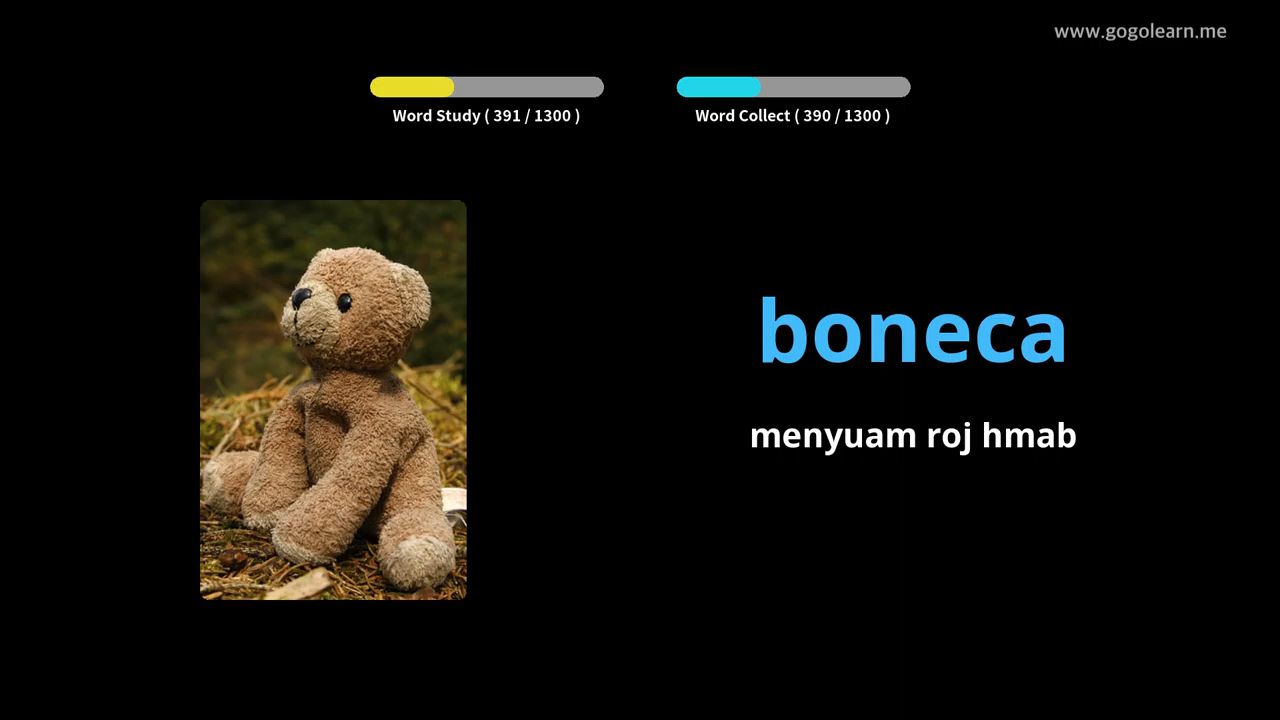 www.gogolearn.me
Word Study ( 391 / 1300 )
Word Collect ( 390 / 1300 )
boneca
menyuam roj hmab